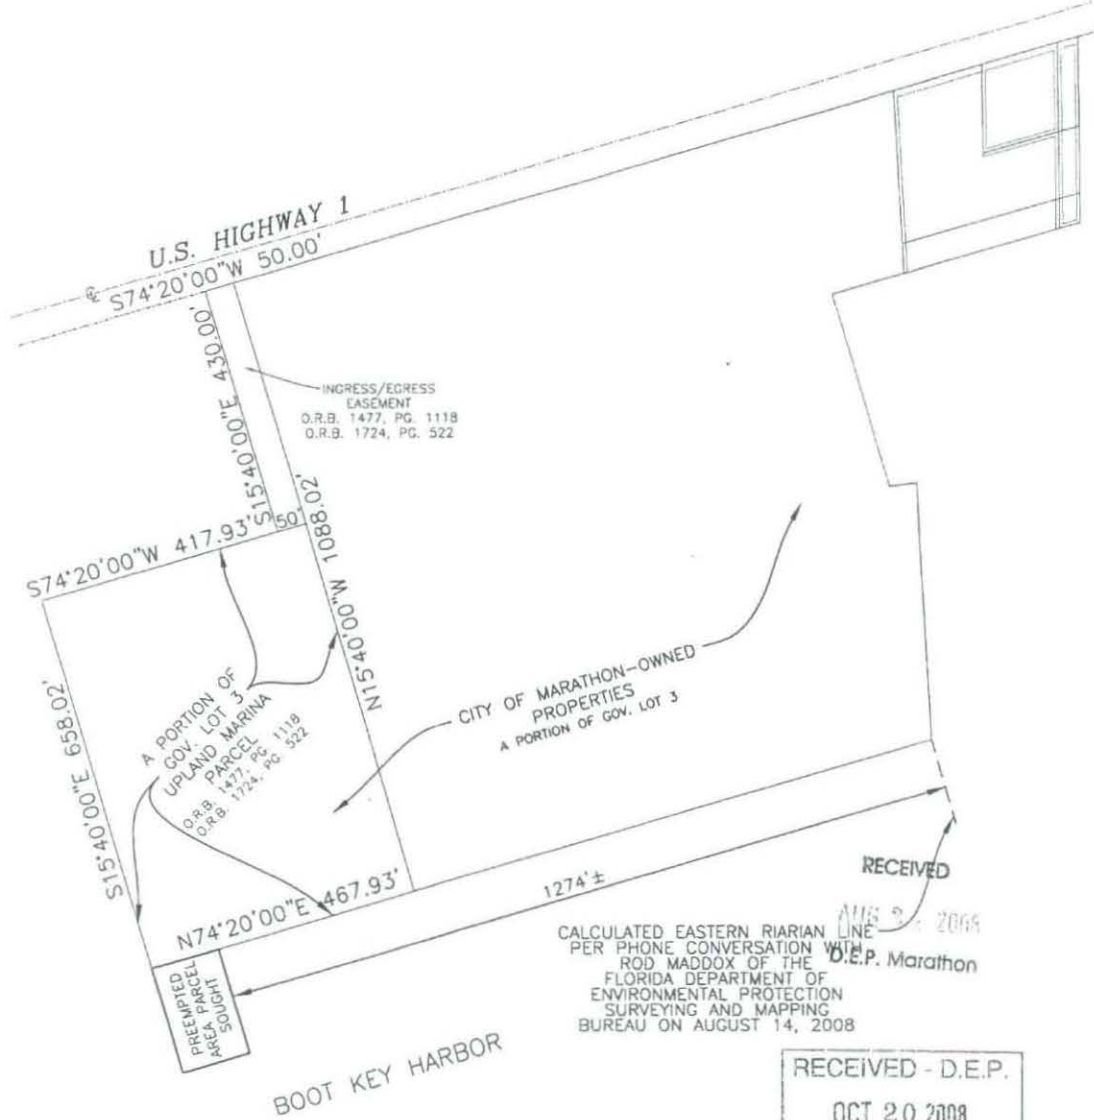 U.S. HIGHWAY 1
S74°20'00"W 50.00'
S15°40'00"E 430.00'
INGRESS/EGRESS
EASEMENT
O.R.B. 1477, PG. 1118
O.R.B. 1724, PG. 522
S74°20'00"W 417.93'
50'
N15°40'00"W 1088.02'
S15°40'00"E 658.02'
A PORTION OF
GOV. LOT 3
UPLAND MARINA
PARCEL
O.R.B. 1477, PG. 1118
O.R.B. 1724, PG. 522
CITY OF MARATHON-OWNED
PROPERTIES
A PORTION OF GOV. LOT 3
N74°20'00"E 467.93'
1274'±
PREEMPTED
AREA PARCEL
SOUGHT
BOOT KEY HARBOR
CALCULATED EASTERN RIARIAN LINE
PER PHONE CONVERSATION WITH
ROD MADDOX OF THE
FLORIDA DEPARTMENT OF
ENVIRONMENTAL PROTECTION
SURVEYING AND MAPPING
BUREAU ON AUGUST 14, 2008
RECEIVED
AUG 2008
D.E.P. Marathon
RECEIVED - D.E.P.
OCT 20 2008